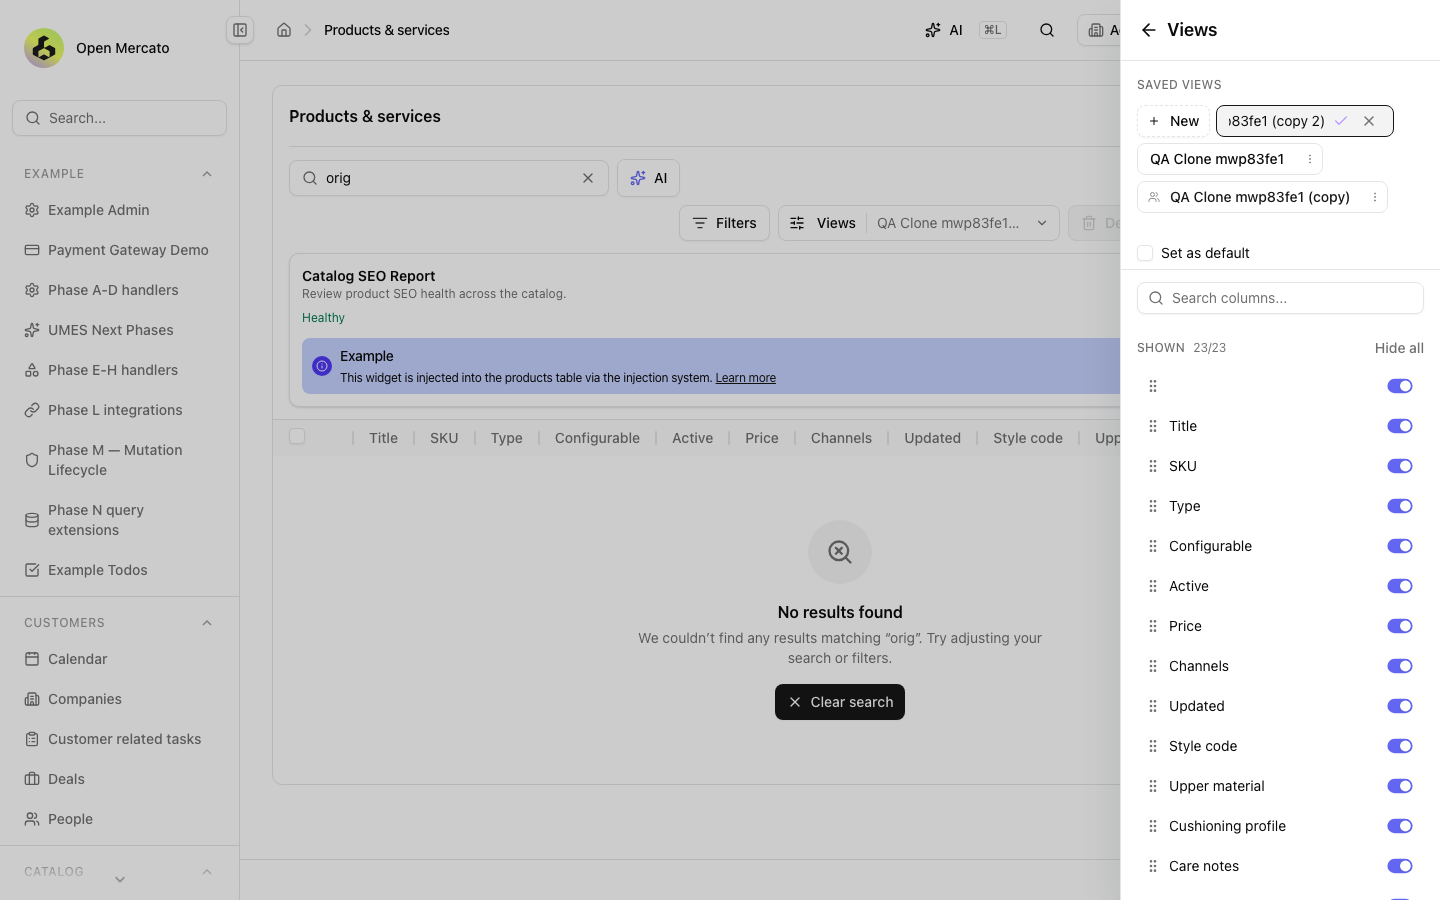 Open Mercato
Search...
EXAMPLE
Example Admin
Payment Gateway Demo
Phase A-D handlers
UMES Next Phases
Phase E-H handlers
Phase L integrations
Phase M — Mutation
Lifecycle
Phase N query
extensions
Example Todos
CUSTOMERS
Calendar
Companies
Customer related tasks
Deals
People
CATALOG
Products & services
AI
⌘L
Products & services
orig
AI
Filters
Views
QA Clone mwp83fe1...
Catalog SEO Report
Review product SEO health across the catalog.
Healthy
Example
This widget is injected into the products table via the injection system. Learn more
Title SKU Type Configurable Active Price Channels Updated Style code
No results found
We couldn’t find any results matching “orig”. Try adjusting your
search or filters.
Clear search
Views
SAVED VIEWS
New
83fe1 (copy 2)
QA Clone mwp83fe1
QA Clone mwp83fe1 (copy)
Set as default
Search columns...
SHOWN 23/23
Hide all
Title
SKU
Type
Configurable
Active
Price
Channels
Updated
Style code
Upper material
Cushioning profile
Care notes